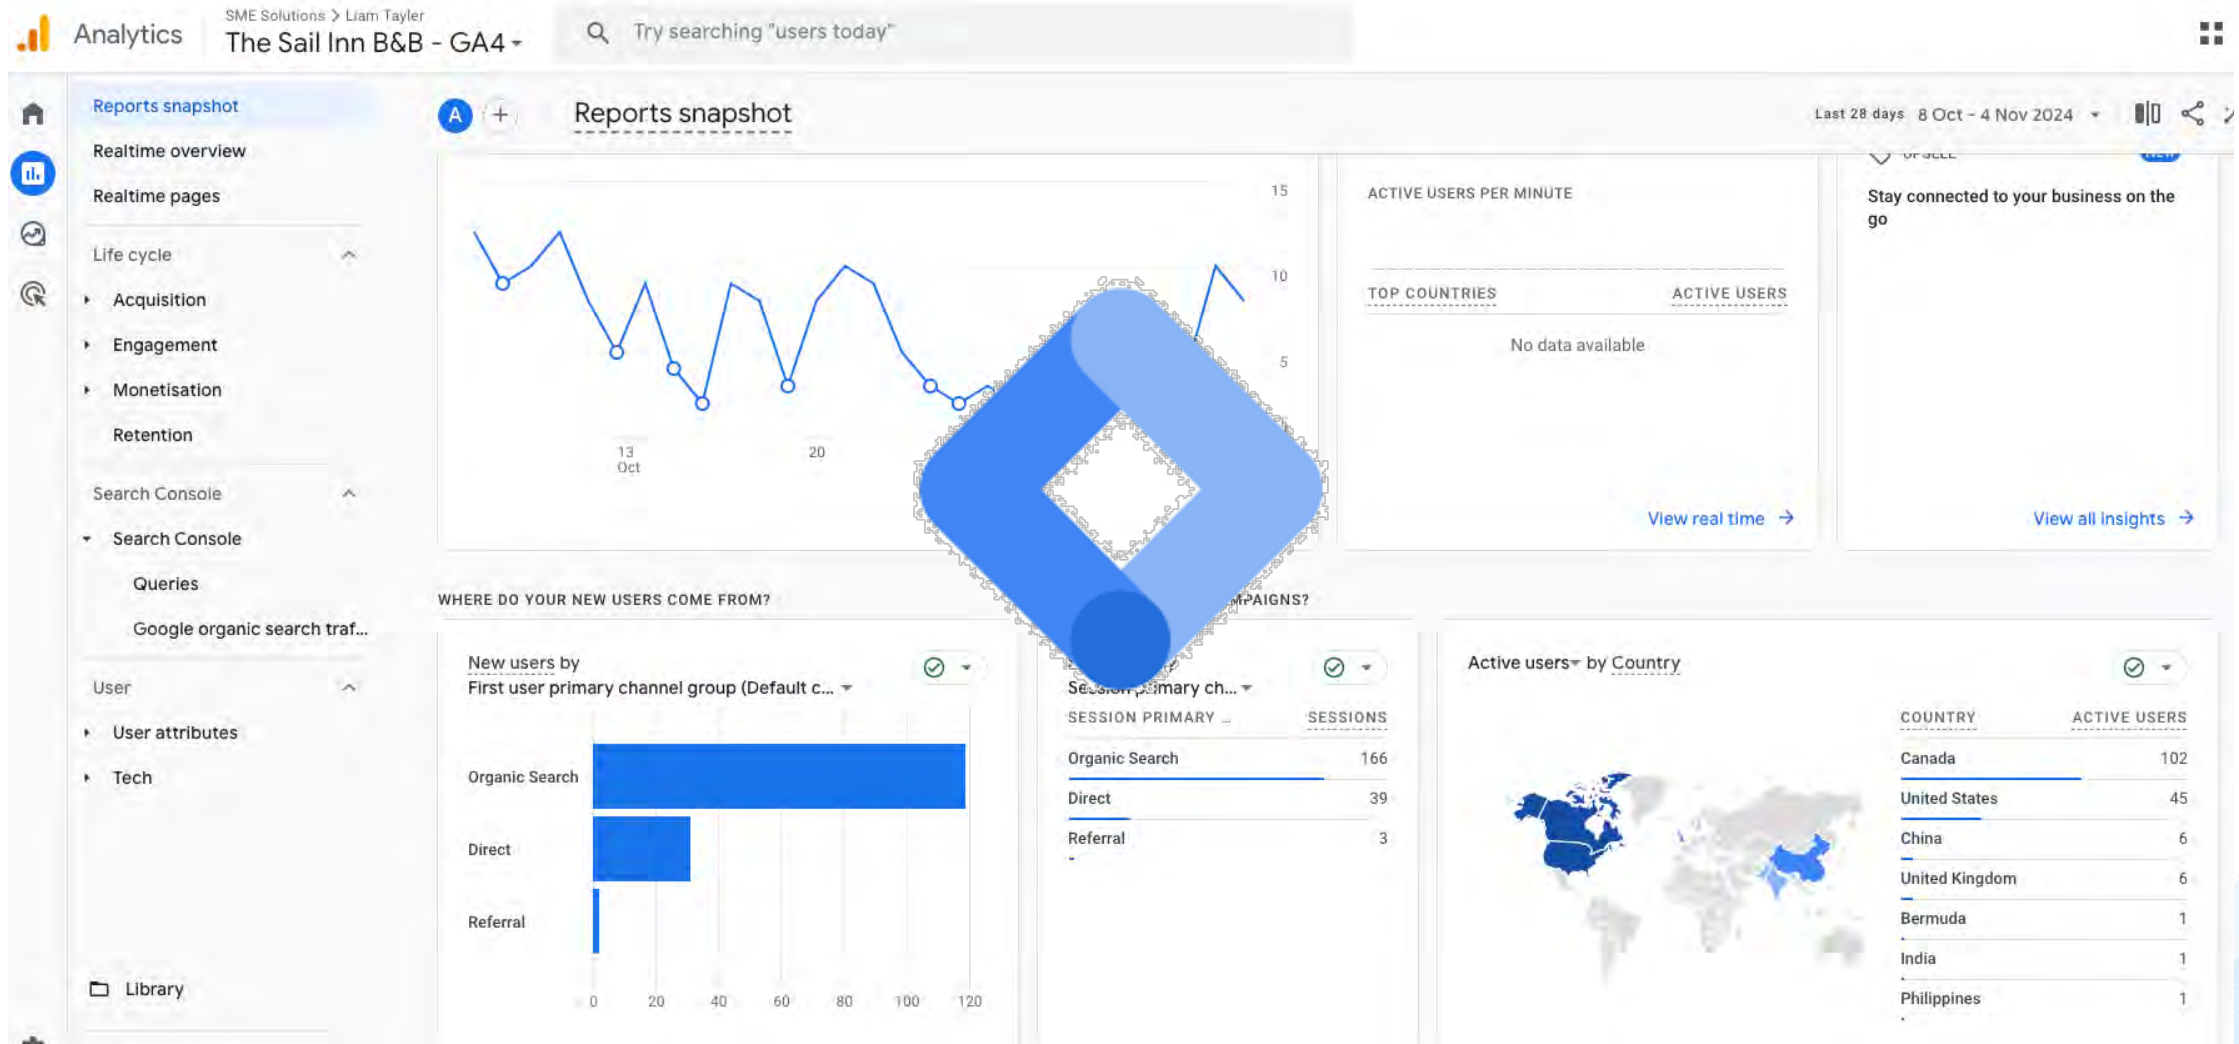 SME Solutions > Liam Tayler
Analytics
The Sail Inn B&B - GA4
Try searching "users today"
Reports snapshot
Realtime overview
Realtime pages
Life cycle
Acquisition
Engagement
Monetisation
Retention
Search Console
Search Console
Queries
Google organic search traf...
User
User attributes
Tech
Library
A
Reports snapshot
Last 28 days 8 Oct - 4 Nov 2024
15
10
5
13
Oct
20
ACTIVE USERS PER MINUTE
TOP COUNTRIES ACTIVE USERS
No data available
View real time
NEW
Stay connected to your business on the
go
View all insights
WHERE DO YOUR NEW USERS COME FROM?
New users by
First user primary channel group (Default c...
Organic Search
Direct
Referral
0 20 40 60 80 100 120
Session primary ch...
SESSION PRIMARY ... SESSIONS
Organic Search 166
Direct 39
Referral 3
Active users by Country
COUNTRY ACTIVE USERS
Canada 102
United States 45
China 6
United Kingdom 6
Bermuda 1
India 1
Philippines 1